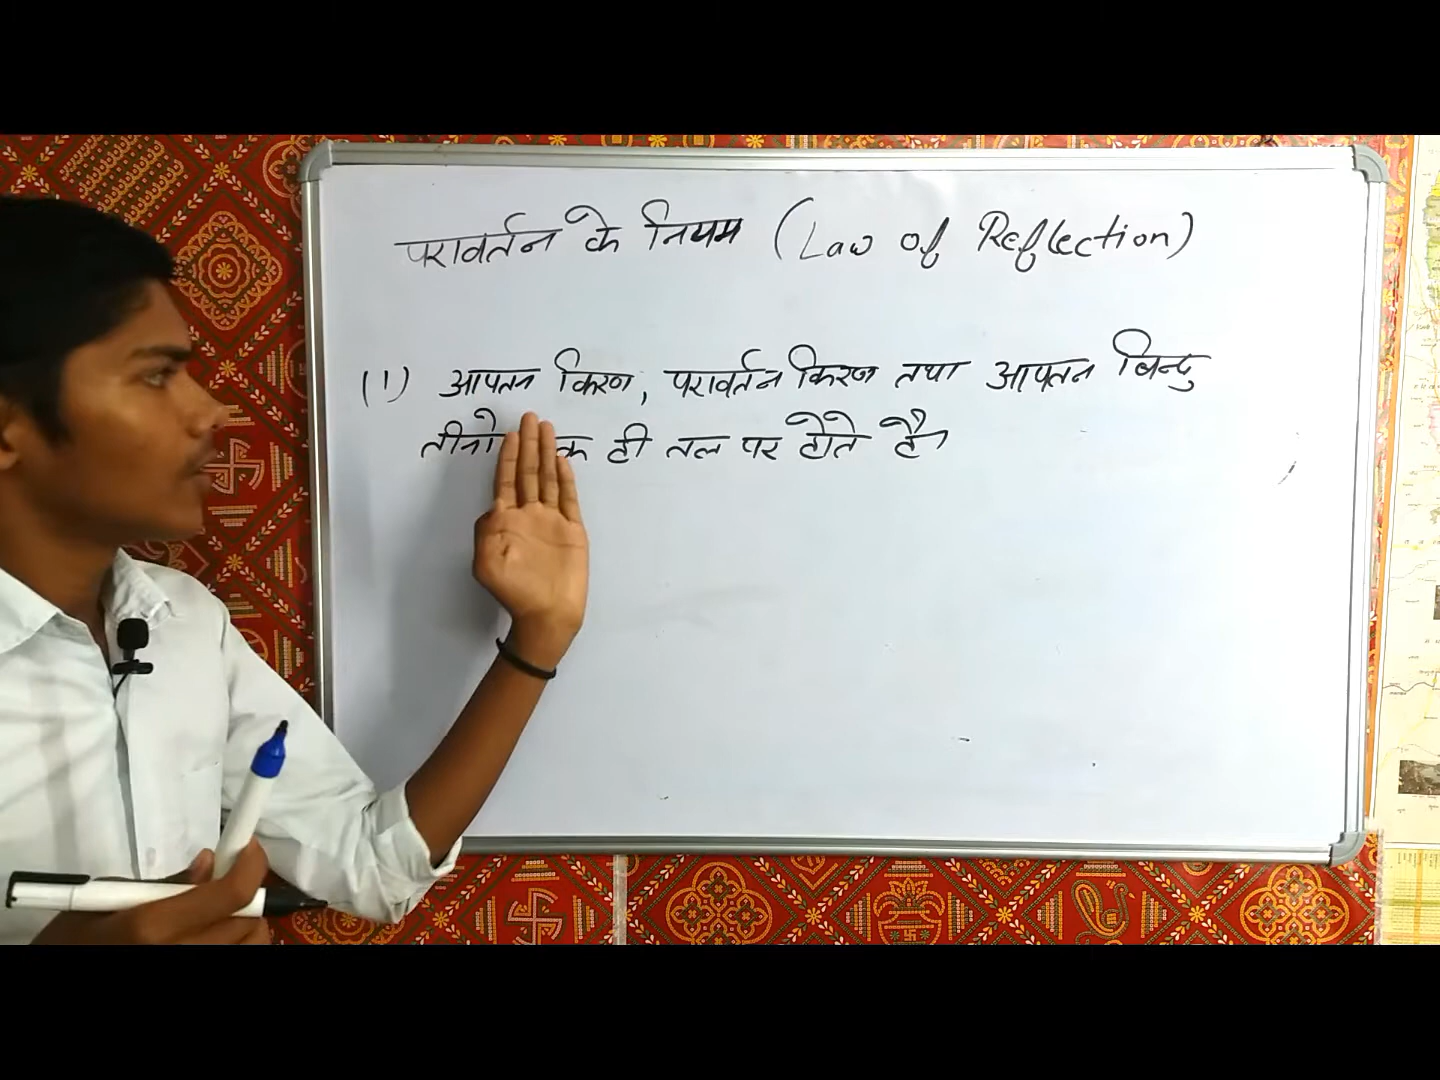 परावर्तन के नियम (Law of Reflection)
(1) आपतन किरण, परावर्तन किरण तथा आपतन बिन्दु
तीनो ही तल पर होते है